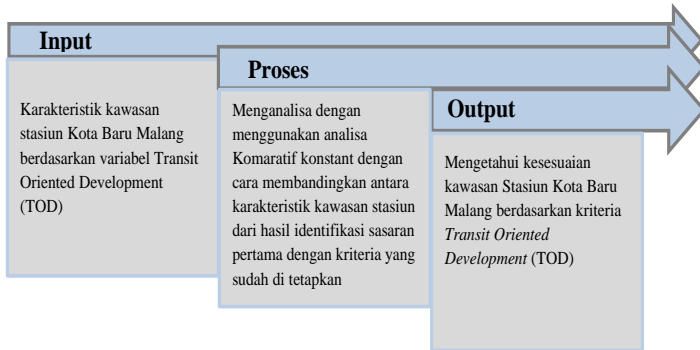 Input
Karakteristik kawasan
stasiun Kota Baru Malang
berdasarkan variabel Transit
Oriented Development
(TOD)
Proses
Menganalisa dengan
menggunakan analisa
Komaratif konstant dengan
cara membandingkan antara
karakteristik kawasan stasiun
dari hasil identifikasi sasaran
pertama dengan kriteria yang
sudah di tetapkan
Output
Mengetahui kesesuaian
kawasan Stasiun Kota Baru
Malang berdasarkan kriteria
Transit Oriented
Development (TOD)